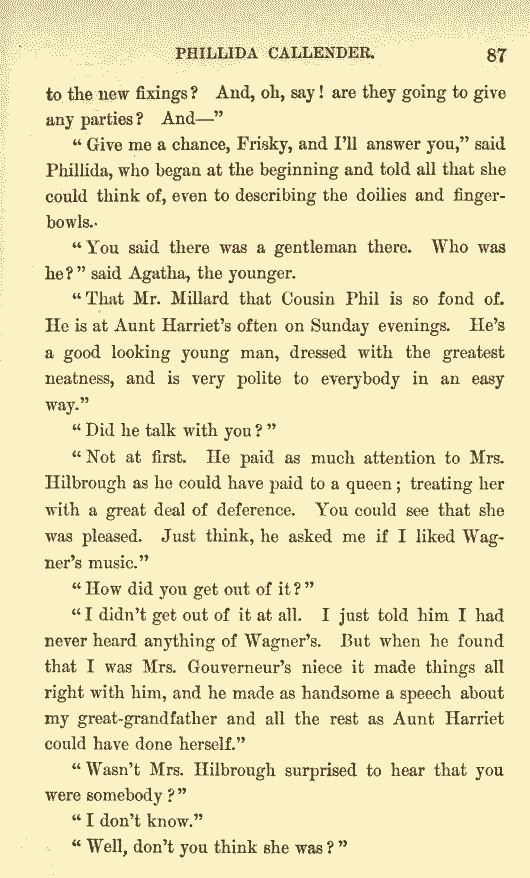 PHILLIDA CALLENDER. 87
to the new fixings? And, oh, say! are they going to give
any parties? And—”
“Give me a chance, Frisky, and I'll answer you,” said
Phillida, who began at the beginning and told all that she
could think of, even to describing the doilies and finger-
bowls..
“You said there was a gentleman there. Who was
he?” said Agatha, the younger.
“That Mr. Millard that Cousin Phil is so fond of.
He is at Aunt Harriet's often on Sunday evenings. He's
a good looking young man, dressed with the greatest
neatness, and is very polite to everybody in an easy
way.”
“Did he talk with you?”
“Not at first. He paid as much attention to Mrs.
Hilbrough as he could have paid to a queen; treating her
with a great deal of deference. You could see that she
was pleased. Just think, he asked me if I liked Wag-
ner's music.”
“How did you get out of it?”
“I didn't get out of it at all. I just told him I had
never heard anything of Wagner's. But when he found
that I was Mrs. Gouverneur's niece it made things all
right with him, and he made as handsome a speech about
my great-grandfather and all the rest as Aunt Harriet
could have done herself.”
“Wasn't Mrs. Hilbrough surprised to hear that you
were somebody?”
“I don't know.”
“Well, don't you think she was?”